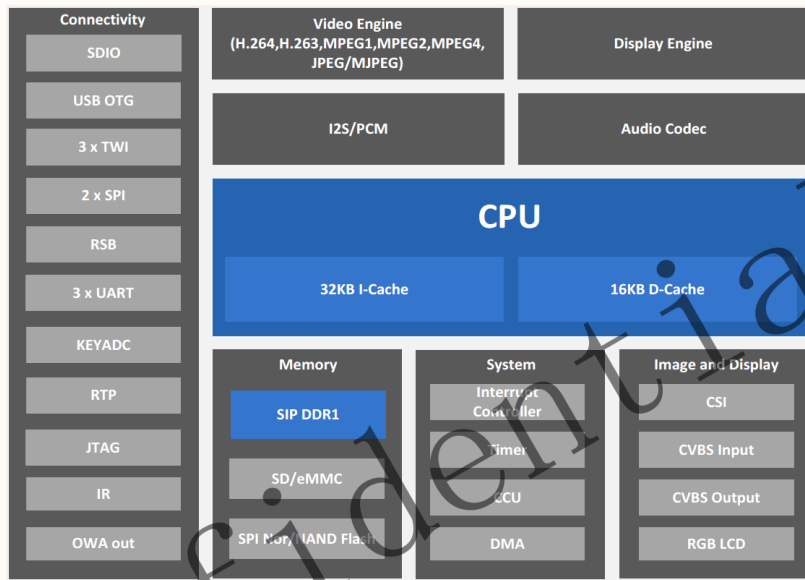 Connectivity
SDIO
USB OTG
3 x TWI
2 x SPI
RSB
3 x UART
KEYADC
RTP
JTAG
IR
OWA out
Video Engine
(H.264,H.263,MPEG1,MPEG2,MPEG4,
JPEG/MJPEG)
Display Engine
I2S/PCM
Audio Codec
CPU
32KB I-Cache
16KB D-Cache
Memory
SIP DDR1
SD/eMMC
SPI Nor/NAND Flash
System
Interrupt
Controller
Timer
CCU
DMA
Image and Display
CSI
CVBS Input
CVBS Output
RGB LCD
fidentia